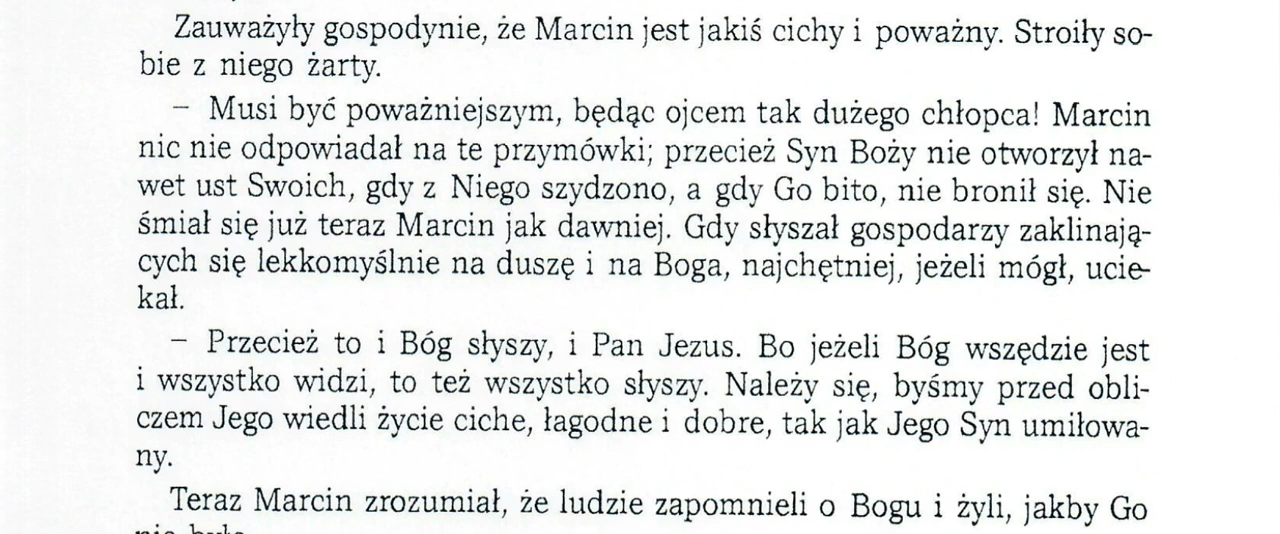 Zauważyły gospodynie, że Marcin jest jakiś cichy i poważny. Stroiły so-
bie z niego żarty.
– Musi być poważniejszym, będąc ojcem tak dużego chłopca! Marcin
nic nie odpowiadał na te przymówki; przecież Syn Boży nie otworzył na-
wet ust Swoich, gdy z Niego szydzono, a gdy Go bito, nie bronił się. Nie
śmiał się już teraz Marcin jak dawniej. Gdy słyszał gospodarzy zaklinają-
cych się lekkomyślnie na duszę i na Boga, najchętniej, jeżeli mógł, ucie-
kał.
– Przecież to i Bóg słyszy, i Pan Jezus. Bo jeżeli Bóg wszędzie jest
i wszystko widzi, to też wszystko słyszy. Należy się, byśmy przed obli-
czem Jego wiedli życie ciche, łagodne i dobre, tak jak Jego Syn umiłowa-
ny.
Teraz Marcin zrozumiał, że ludzie zapomnieli o Bogu i żyli, jakby Go